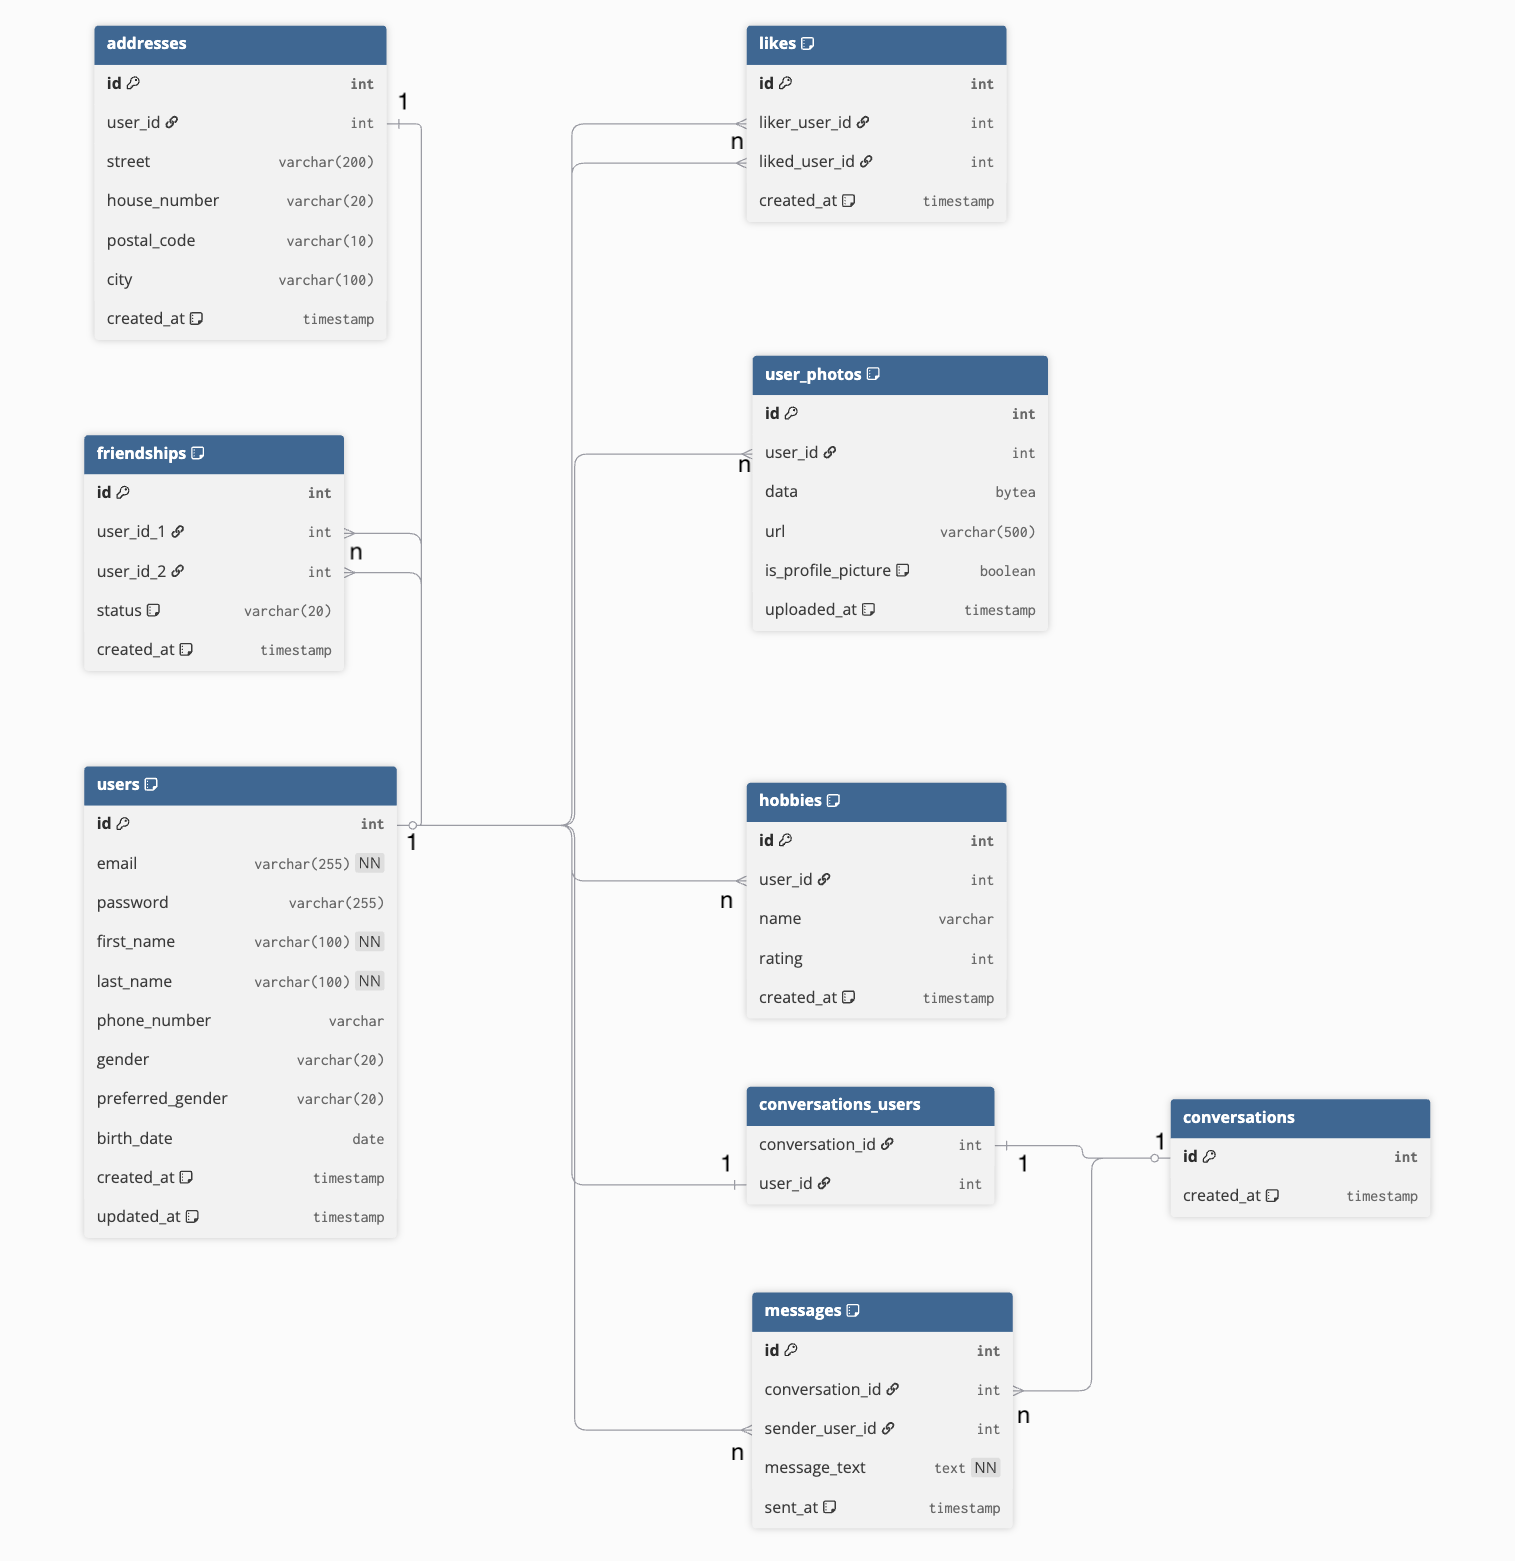 addresses
id int
user_id int
street varchar(200)
house_number varchar(20)
postal_code varchar(10)
city varchar(100)
created_at timestamp
1
likes
id int
liker_user_id int
liked_user_id int
created_at timestamp
n
user_photos
id int
user_id int
data bytea
url varchar(500)
is_profile_picture boolean
uploaded_at timestamp
n
friendships
id int
user_id_1 int
user_id_2 int
status varchar(20)
created_at timestamp
n
users
id int
email varchar(255) NN
password varchar(255)
first_name varchar(100) NN
last_name varchar(100) NN
phone_number varchar
gender varchar(20)
preferred_gender varchar(20)
birth_date date
created_at timestamp
updated_at timestamp
1
hobbies
id int
user_id int
name varchar
rating int
created_at timestamp
n
conversations_users
conversation_id int
user_id int
1
1
conversations
id int
created_at timestamp
1
messages
id int
conversation_id int
sender_user_id int
message_text text NN
sent_at timestamp
n
n